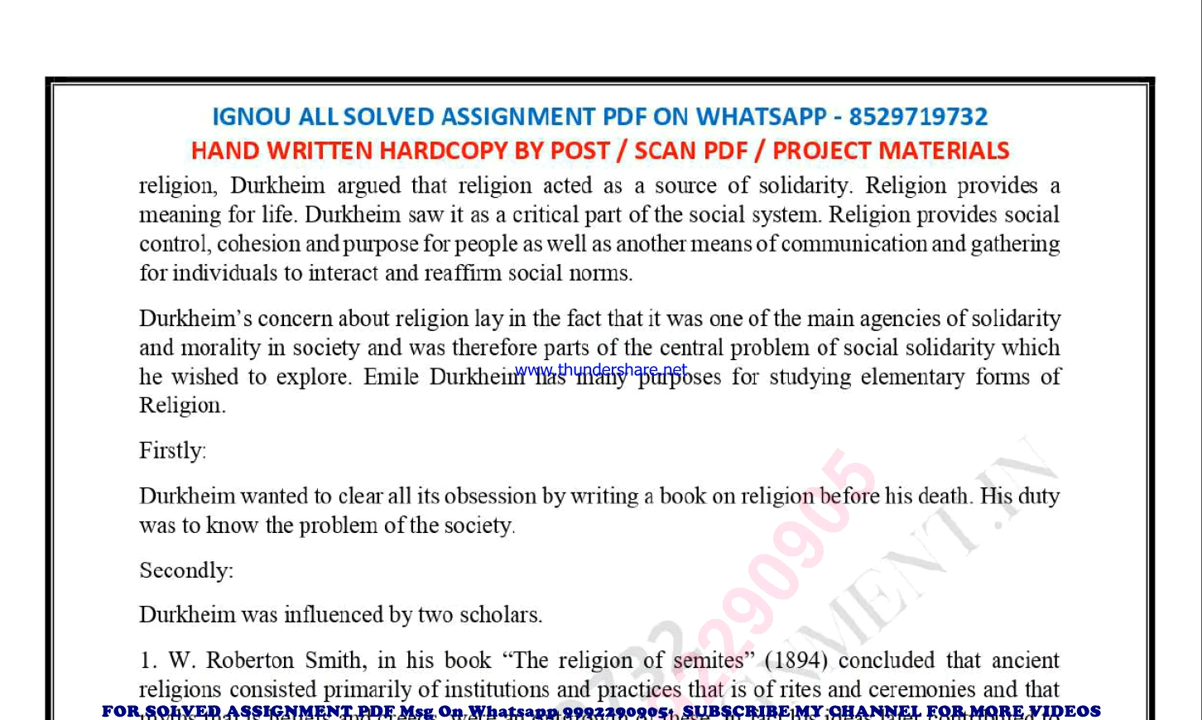 IGNOU ALL SOLVED ASSIGNMENT PDF ON WHATSAPP - 8529719732
HAND WRITTEN HARDCOPY BY POST / SCAN PDF / PROJECT MATERIALS
religion, Durkheim argued that religion acted as a source of solidarity. Religion provides a
meaning for life. Durkheim saw it as a critical part of the social system. Religion provides social
control, cohesion and purpose for people as well as another means of communication and gathering
for individuals to interact and reaffirm social norms.
Durkheim's concern about religion lay in the fact that it was one of the main agencies of solidarity
and morality in society and was therefore parts of the central problem of social solidarity which
www.thundershare.net
he wished to explore. Emile Durkheim has many purposes for studying elementary forms of
Religion.
Firstly:
Durkheim wanted to clear all its obsession by writing a book on religion before his death. His duty
was to know the problem of the society.
Secondly:
Durkheim was influenced by two scholars.
1. W. Roberton Smith, in his book “The religion of semites” (1894) concluded that ancient
religions consisted primarily of institutions and practices that is of rites and ceremonies and that
FOR SOLVED ASSIGNMENT PDF Msg On Whatsapp 9992290905+ SUBSCRIBE MY CHANNEL FOR MORE VIDEOS